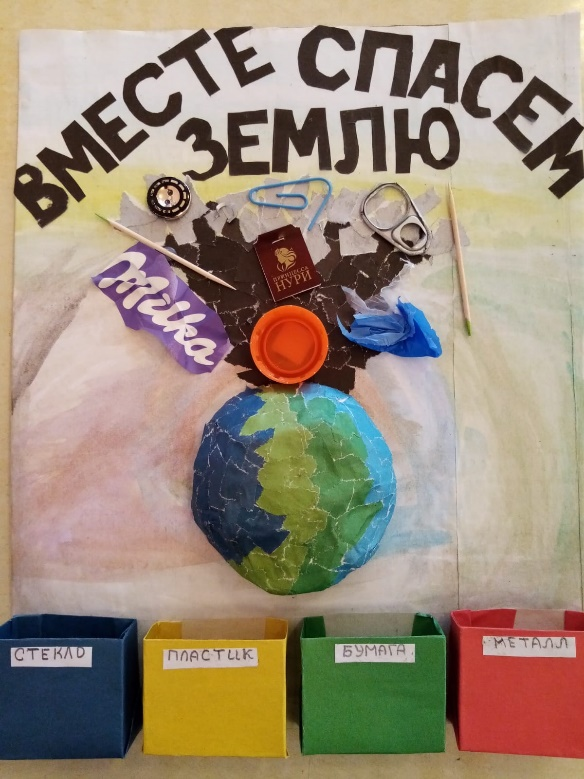 ВМЕСТЕ СПАСЕМ
ЗЕМЛЮ
ПРИНЦЕССА
НУРИ
Milka
СТЕКЛО
ПЛАСТИК
БУМАГА
МЕТАЛЛ